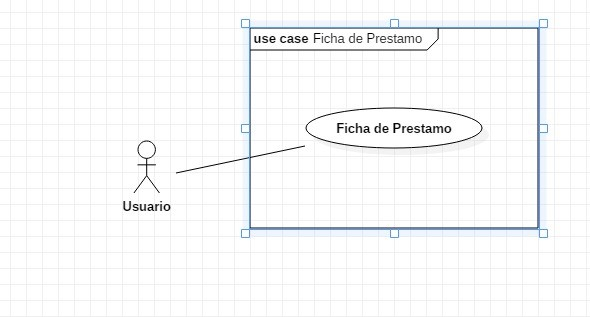 use case Ficha de Prestamo
Ficha de Prestamo
Usuario